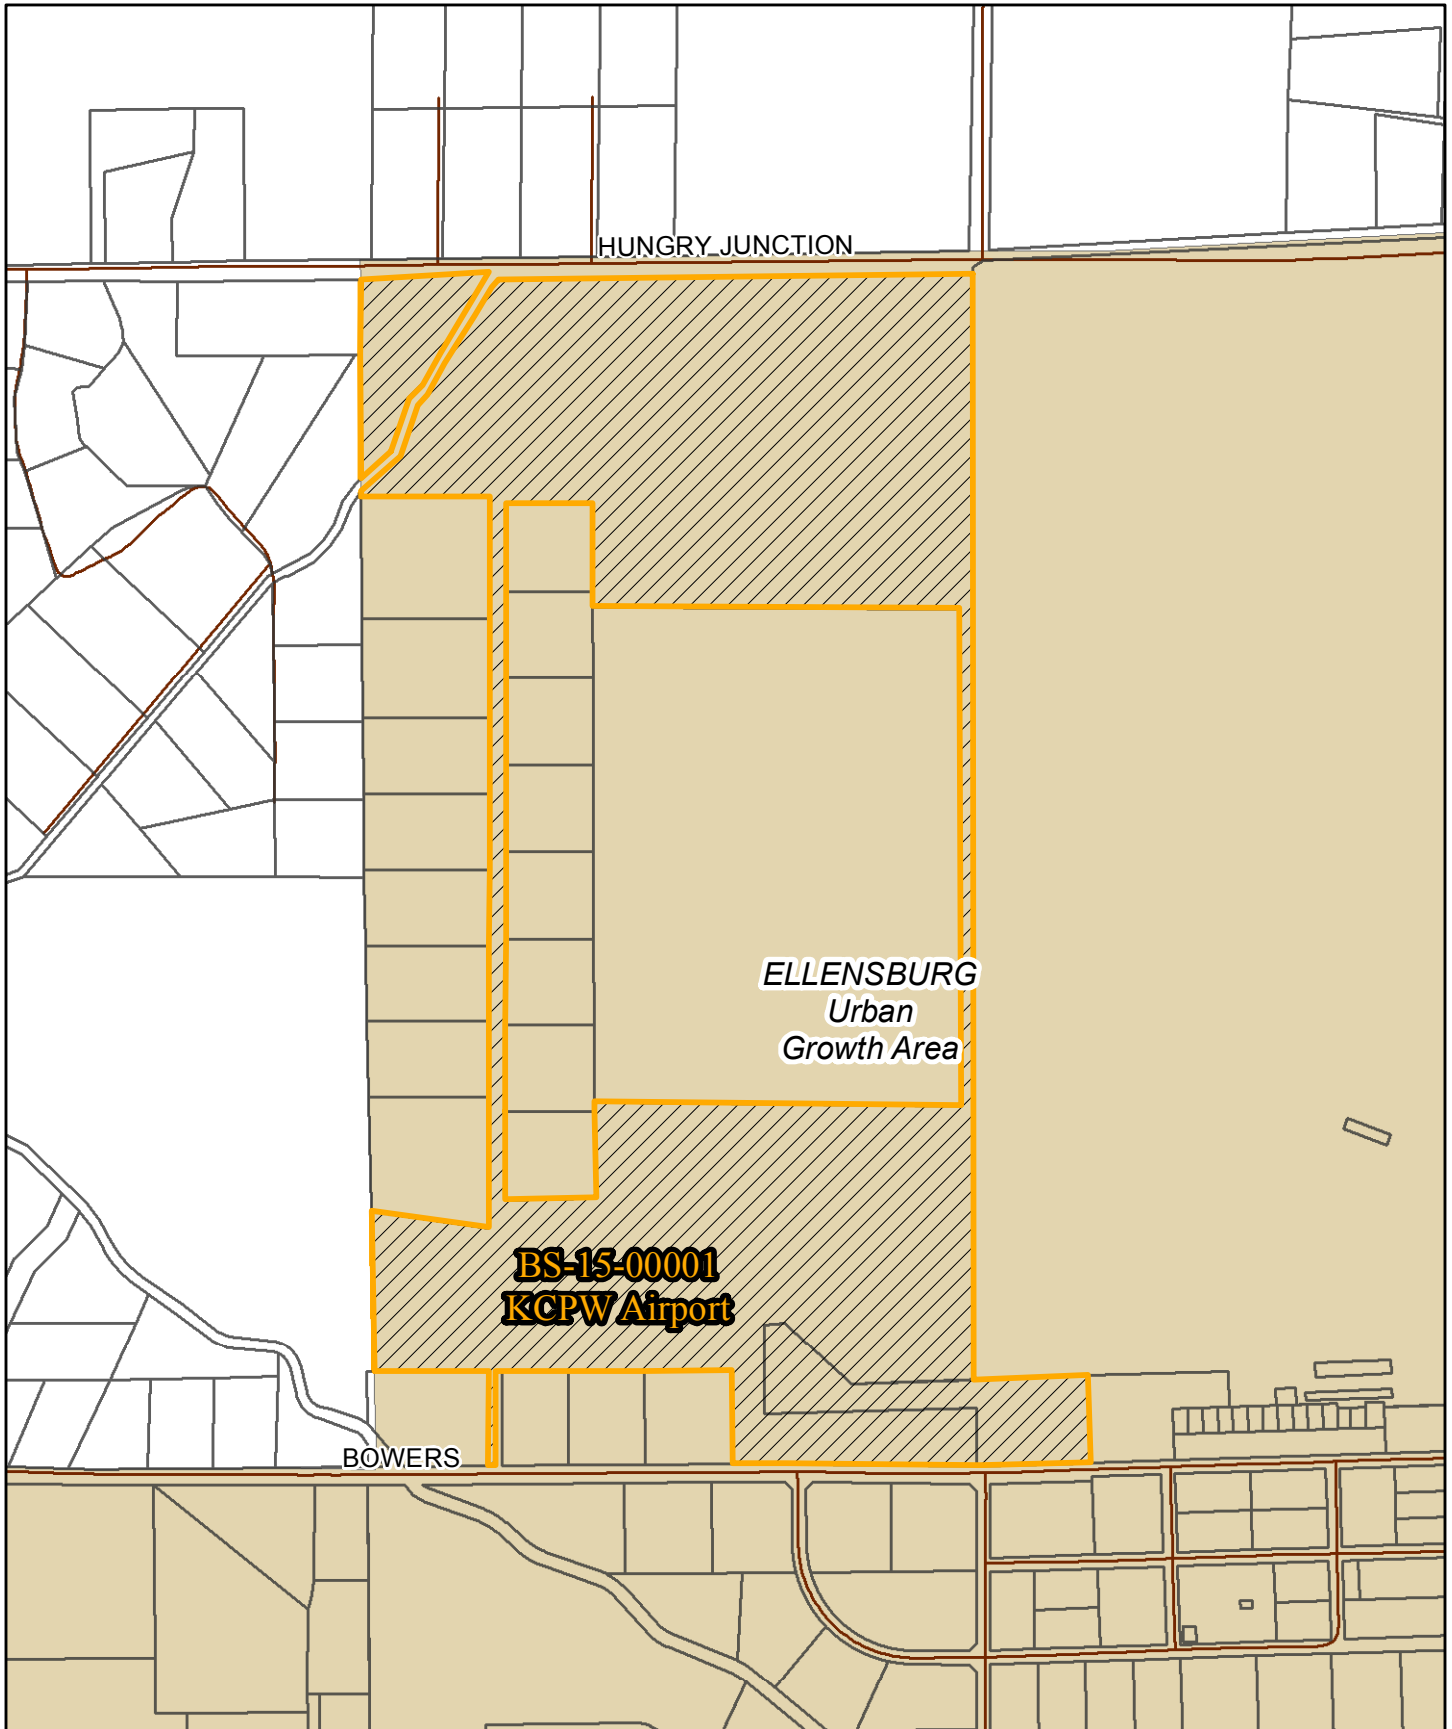 HUNGRY JUNCTION
ELLENSBURG
Urban
Growth Area
BS-15-00001
KCPW Airport
BOWERS